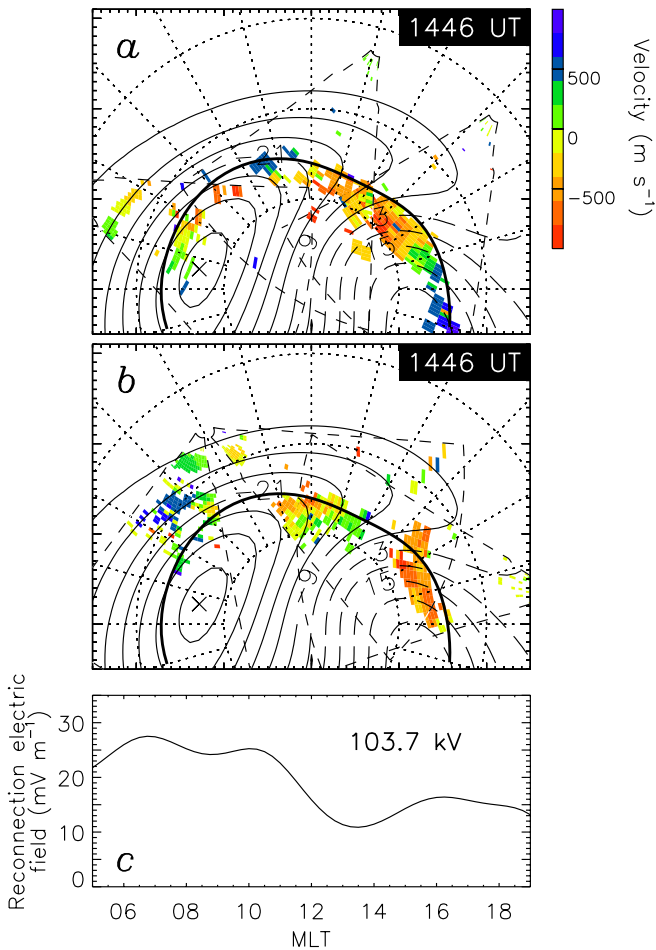 a
1446 UT
-21
-9
-3
-15
500
0
-500
Velocity (m s⁻¹)
b
1446 UT
-21
-9
-3
-15
Reconnection electric
field (mV m⁻¹)
30
20
10
0
103.7 kV
c
06 08 10 12 14 16 18
MLT